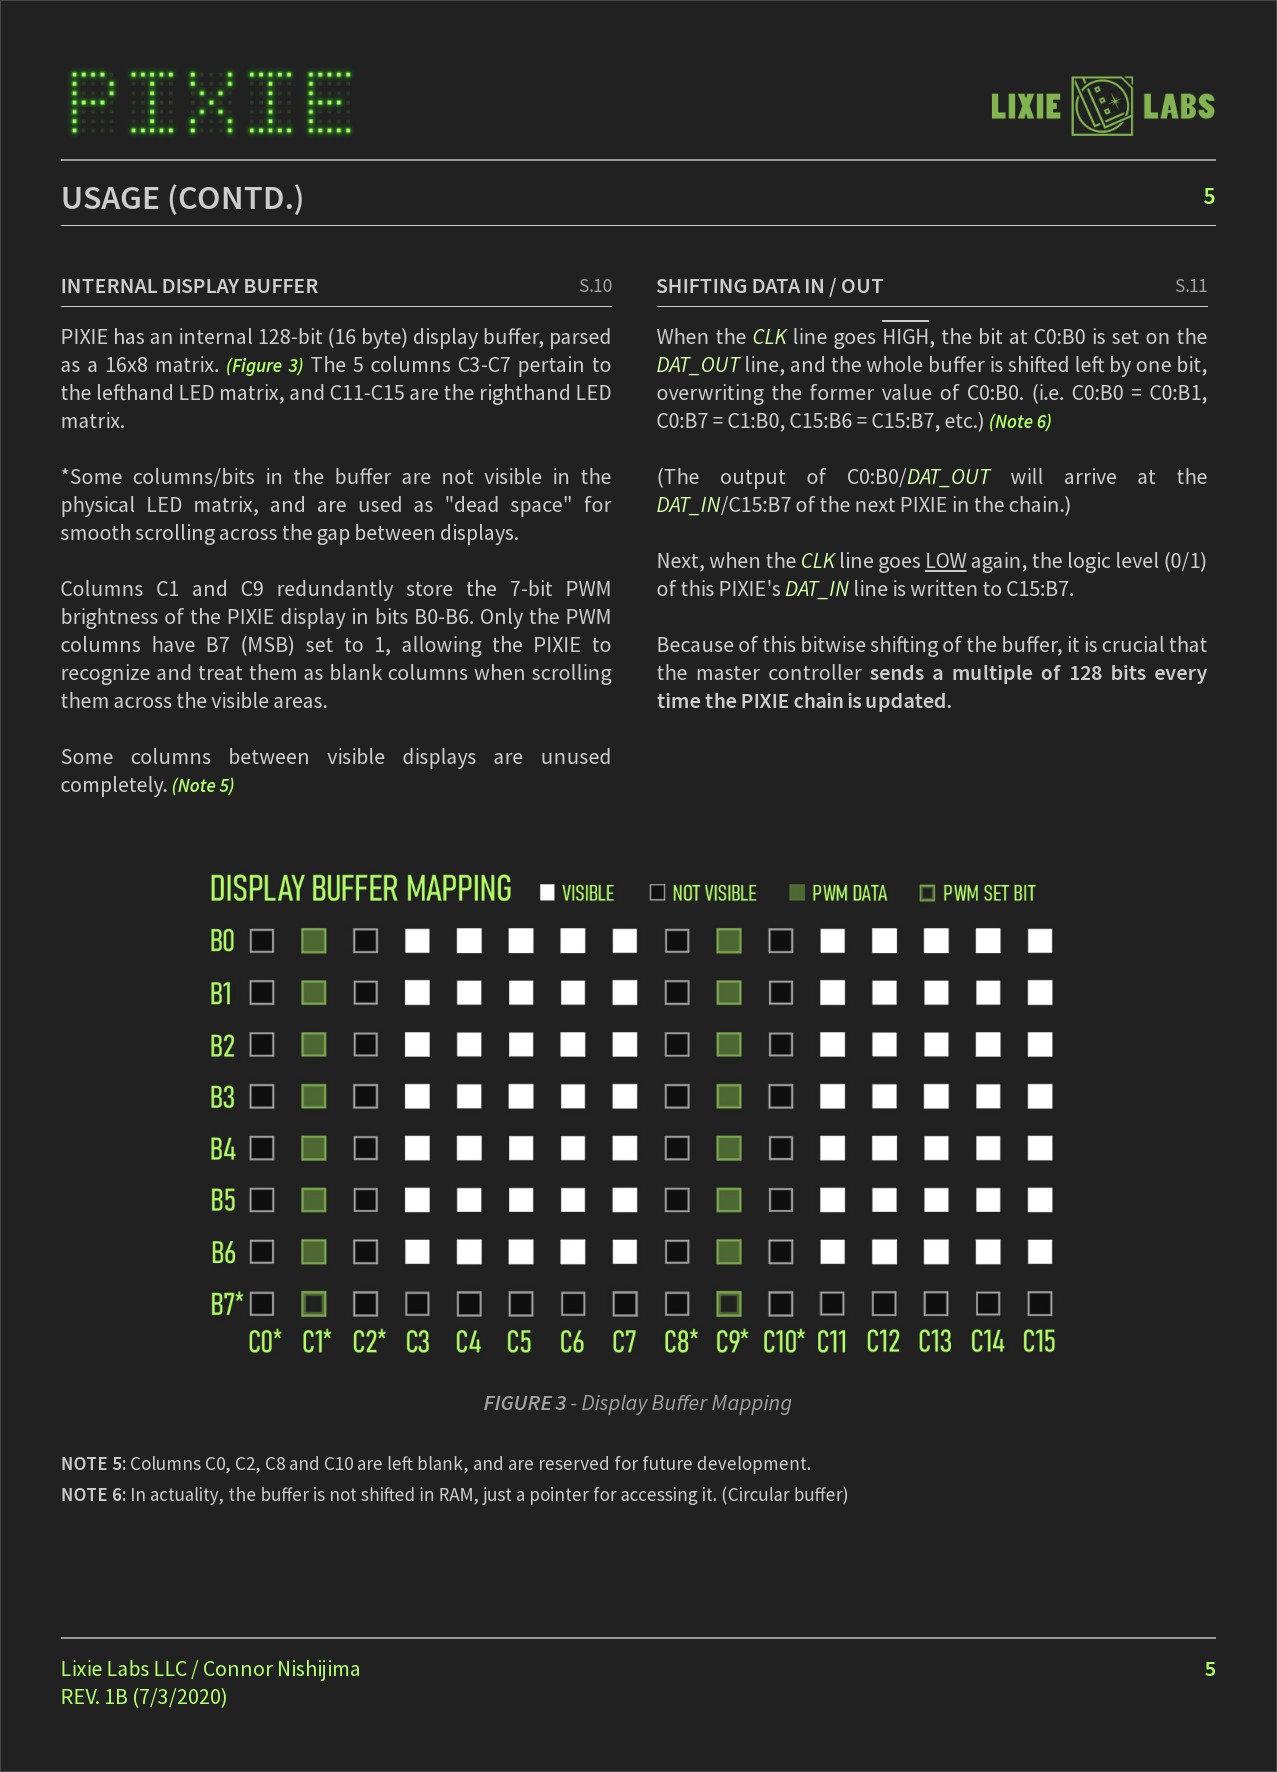 PIXIE
LIXIE LABS
USAGE (CONTD.)
5
INTERNAL DISPLAY BUFFER
S.10
PIXIE has an internal 128-bit (16 byte) display buffer, parsed
as a 16x8 matrix. (Figure 3) The 5 columns C3-C7 pertain to
the lefthand LED matrix, and C11-C15 are the righthand LED
matrix.
*Some columns/bits in the buffer are not visible in the
physical LED matrix, and are used as "dead space" for
smooth scrolling across the gap between displays.
Columns C1 and C9 redundantly store the 7-bit PWM
brightness of the PIXIE display in bits B0-B6. Only the PWM
columns have B7 (MSB) set to 1, allowing the PIXIE to
recognize and treat them as blank columns when scrolling
them across the visible areas.
Some columns between visible displays are unused
completely. (Note 5)
SHIFTING DATA IN / OUT
S.11
When the CLK line goes HIGH, the bit at C0:B0 is set on the
DAT_OUT line, and the whole buffer is shifted left by one bit,
overwriting the former value of C0:B0. (i.e. C0:B0 = C0:B1,
C0:B7 = C1:B0, C15:B6 = C15:B7, etc.) (Note 6)
(The output of C0:B0/DAT_OUT will arrive at the
DAT_IN/C15:B7 of the next PIXIE in the chain.)
Next, when the CLK line goes LOW again, the logic level (0/1)
of this PIXIE's DAT_IN line is written to C15:B7.
Because of this bitwise shifting of the buffer, it is crucial that
the master controller sends a multiple of 128 bits every
time the PIXIE chain is updated.
DISPLAY BUFFER MAPPING
VISIBLE
NOT VISIBLE
PWM DATA
PWM SET BIT
B0
B1
B2
B3
B4
B5
B6
B7*
C0* C1* C2* C3 C4 C5 C6 C7 C8* C9* C10* C11 C12 C13 C14 C15
FIGURE 3 - Display Buffer Mapping
NOTE 5: Columns C0, C2, C8 and C10 are left blank, and are reserved for future development.
NOTE 6: In actuality, the buffer is not shifted in RAM, just a pointer for accessing it. (Circular buffer)
Lixie Labs LLC / Connor Nishijima
5
REV. 1B (7/3/2020)